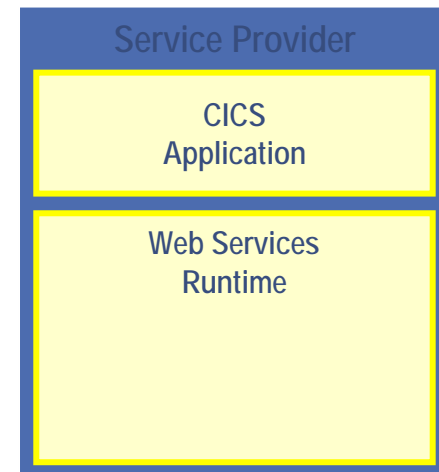 Service Provider
CICS
Application
Web Services
Runtime